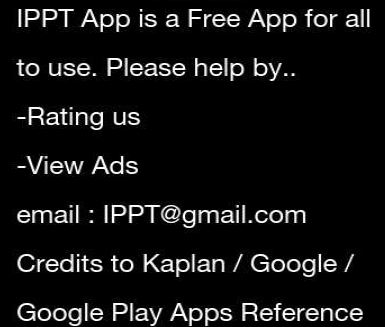 IPPT App is a Free App for all
to use. Please help by..
-Rating us
-View Ads
email : IPPT@gmail.com
Credits to Kaplan / Google /
Google Play Apps Reference